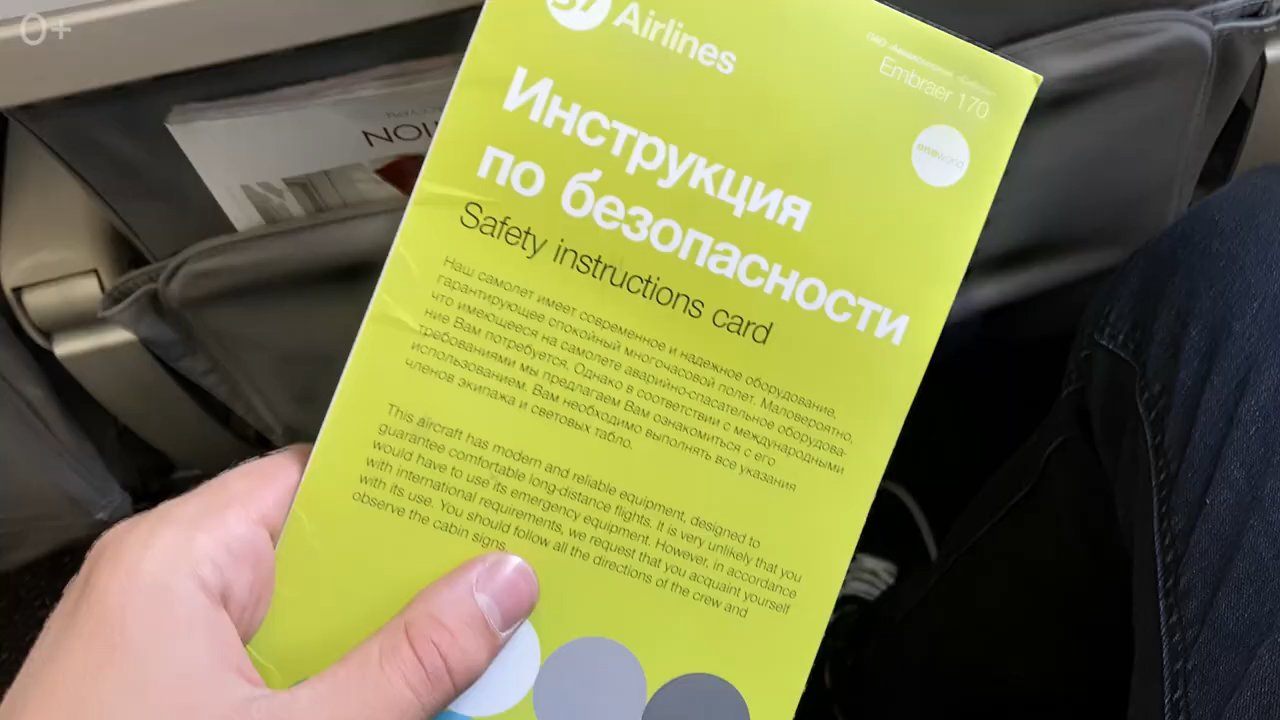 0+
S7 Airlines
Embraer 170
oneworld
Инструкция
по безопасности
Safety instructions card
Наш самолет имеет современное и надежное оборудование,
гарантирующее спокойный многочасовой полет. Маловероятно,
что имеющееся на самолете аварийно-спасательное оборудова-
ние Вам потребуется. Однако в соответствии с международными
требованиями мы предлагаем Вам ознакомиться с его
использованием. Вам необходимо выполнять все указания
членов экипажа и световых табло.
This aircraft has modern and reliable equipment, designed to
guarantee comfortable long-distance flights. It is very unlikely that you
would have to use its emergency equipment. However, in accordance
with international requirements, we request that you acquaint yourself
with its use. You should follow all the directions of the crew and
observe the cabin signs.